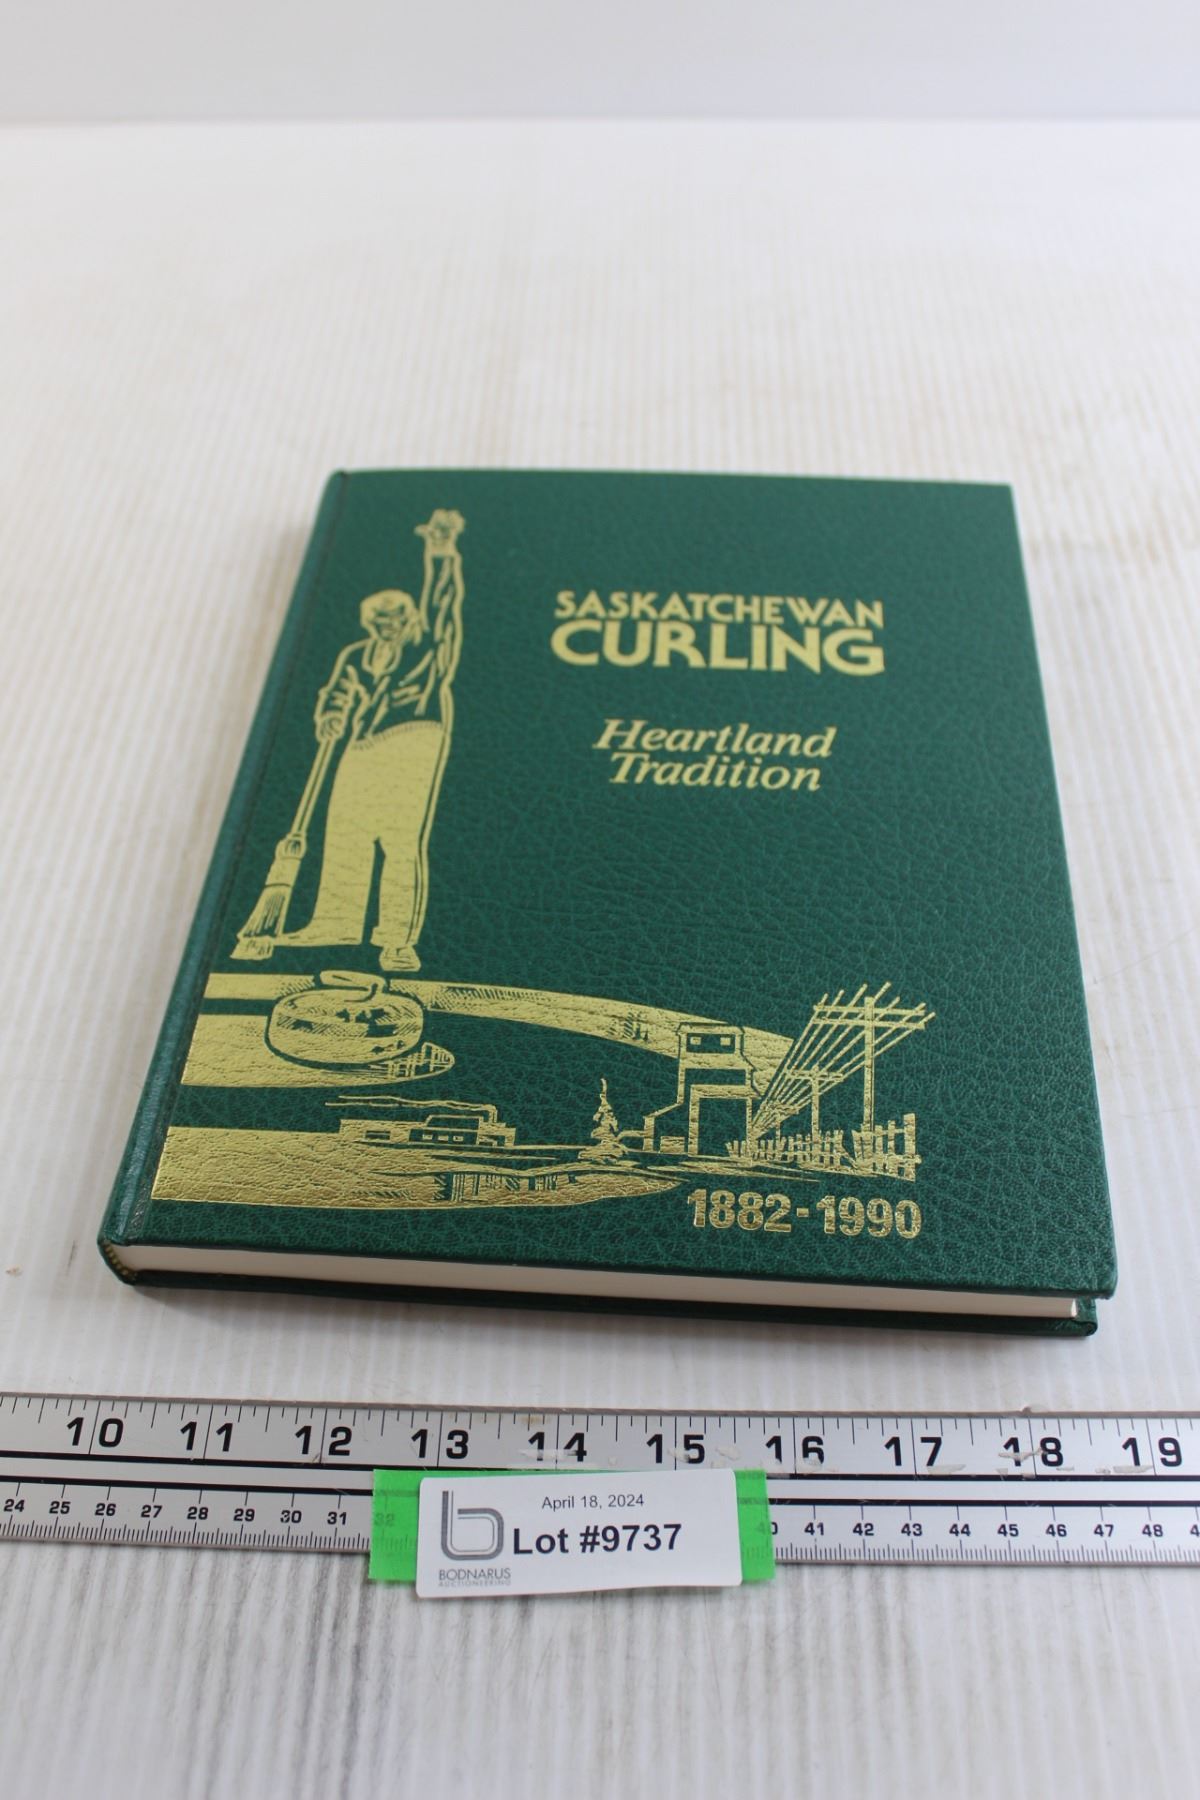 SASKATCHEWAN
CURLING
Heartland
Tradition
1882-1990
10 11 12 13 14 15 16 17 18 19
24 25 26 27 28 29 30 31 32 40 41 42 43 44 45 46 47 48
April 18, 2024
Lot #9737
BODNARUS
AUCTIONEERING